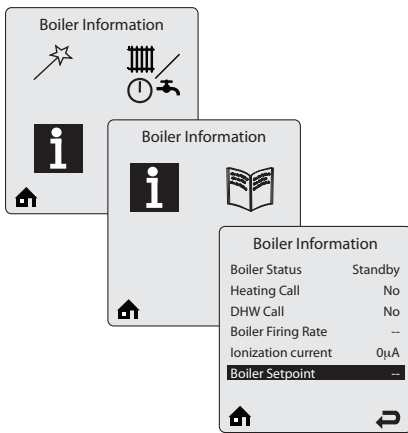 Boiler Information
Boiler Information
Boiler Information
Boiler Status Standby
Heating Call No
DHW Call No
Boiler Firing Rate --
Ionization current 0µA
Boiler Setpoint --